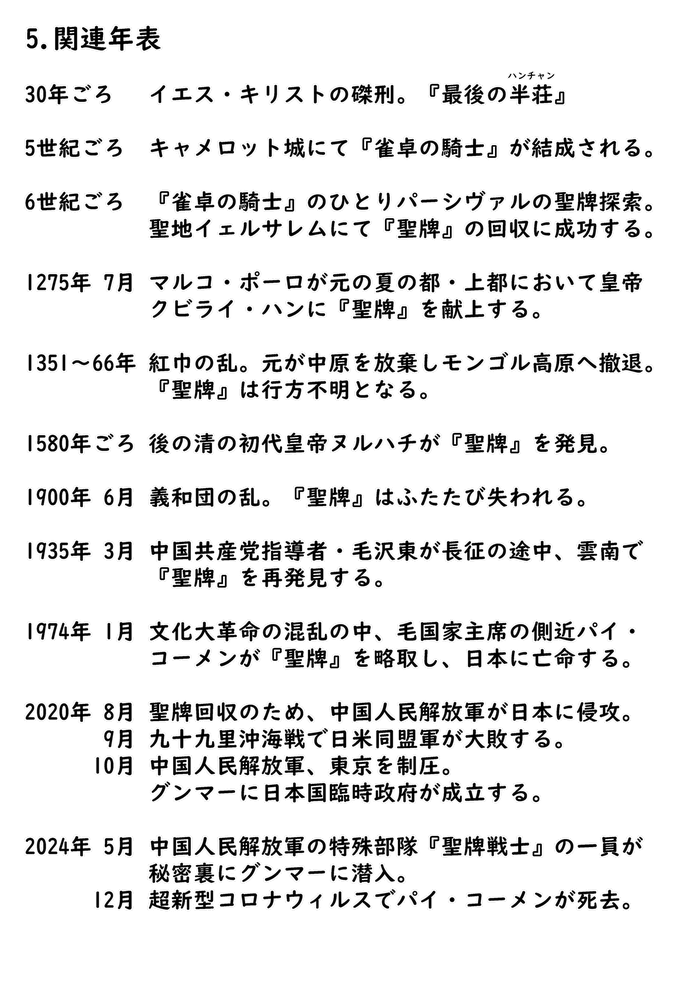 5.関連年表
ハンチャン
30年ごろ イエス・キリストの磔刑。『最後の半荘』
5世紀ごろ キャメロット城にて『雀卓の騎士』が結成される。
6世紀ごろ 『雀卓の騎士』のひとりパーシヴァルの聖牌探索。
聖地イェルサレムにて『聖牌』の回収に成功する。
1275年 7月 マルコ・ポーロが元の夏の都・上都において皇帝
クビライ・ハンに『聖牌』を献上する。
1351〜66年 紅巾の乱。元が中原を放棄しモンゴル高原へ撤退。
『聖牌』は行方不明となる。
1580年ごろ 後の清の初代皇帝ヌルハチが『聖牌』を発見。
1900年 6月 義和団の乱。『聖牌』はふたたび失われる。
1935年 3月 中国共産党指導者・毛沢東が長征の途中、雲南で
『聖牌』を再発見する。
1974年 1月 文化大革命の混乱の中、毛国家主席の側近パイ・
コーメンが『聖牌』を略取し、日本に亡命する。
2020年 8月 聖牌回収のため、中国人民解放軍が日本に侵攻。
9月 九十九里沖海戦で日米同盟軍が大敗する。
10月 中国人民解放軍、東京を制圧。
グンマーに日本国臨時政府が成立する。
2024年 5月 中国人民解放軍の特殊部隊『聖牌戦士』の一員が
秘密裏にグンマーに潜入。
12月 超新型コロナウィルスでパイ・コーメンが死去。